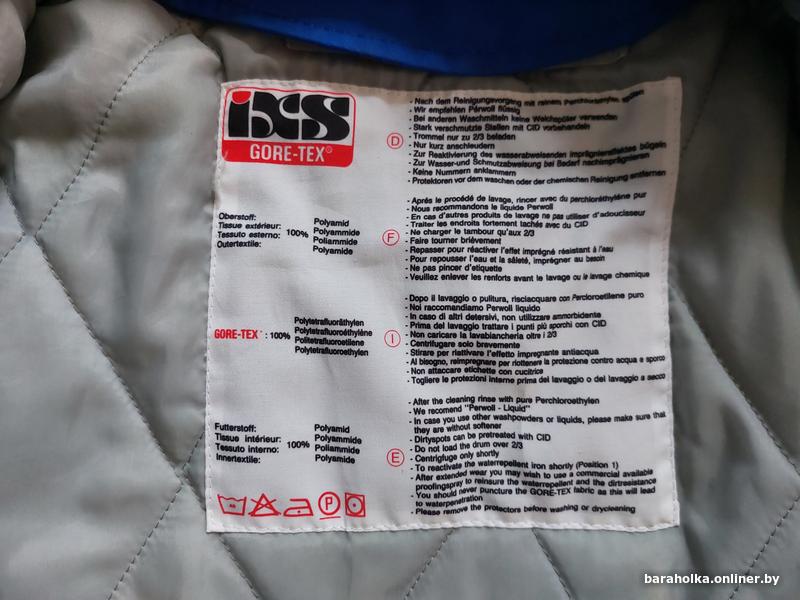 iXS
GORE-TEX®
Oberstoff:
Tissue extérieur:
Tessuto esterno:
Outertextile:
100%
Polyamid
Polyammide
Poliammide
Polyamide
GORE-TEX : 100%
Polytetrafluoräthylen
Polytetrafluoroéthylène
Politetrafluoroetilene
Polytetrafluoroethylen
Futterstoff:
Tissue intérieur:
Tessuto interno:
Innertextile:
100%
Polyamid
Polyammide
Poliammide
Polyamide
P
D
- Nach dem Reinigungsvorgang mit reinem Perchloräthylen spülen
- Wir empfehlen Perwoll flüssig
- Bei anderen Waschmitteln keine Weichspüler verwenden
- Stark verschmutzte Stellen mit CID vorbehandeln
- Trommel nur zu 2/3 beladen
- Nur kurz anschleudern
- Zur Reaktivierung des wasserabweisenden imprägniereffektes bügeln
- Zur Wasser-und Schmutzabweisung bei Bedarf nachimprägnieren
- Keine Nummern anklammern
- Protektoren vor dem waschen oder der chemischen Reinigung entfernen
F
- Après le procédé de lavage, rincer avec du perchloréthylène pur
- Nous recommandons le liquide Perwoll
- En cas d'autres produits de lavage ne pas utiliser d'adoucisseur
- Traiter les endroits fortement tachés avec du CID
- Ne charger le tambour qu'aux 2/3
- Faire tourner brièvement
- Repasser pour réactiver l'effet imprégné résistant à l'eau
- Pour repousser l'eau et la sâleté, imprégner au besoin
- Ne pas pincer d'etiquette
- Veuillez enlever les renforts avant le lavage ou le lavage chemique
I
- Dopo il lavaggio o pulitura, risciacquare con Percloroetilene puro
- Noi raccomandiamo Perwoll liquido
- In caso di altri detersivi, non utilizzare ammorbidente
- Prima del lavaggio trattare i punti più sporchi con CID
- Non caricare la lavabiancheria oltre i 2/3
- Centrifugare solo brevemente
- Stirare per riattivare l'effetto impregnante antiacqua
- Al bisogno, reimpregnare per riottenere la protezione contro acqua e sporco
- Non attaccare etichette con cucitrice
- Togliere le protezioni interne prima del lavaggio o del lavaggio a secco
E
- After the cleaning rinse with pure Perchloroethylen
- We recomend "Perwoll - Liquid"
- In case you use other washpowders or liquids, please make sure that
they are without softener
- Dirtyspots can be pretreated with CID
- Do not load the drum over 2/3
- Centrigfuge only shortly
- To reactivate the waterrepellent iron shortly (Position 1)
- After extended wear you may wish to use a commercial available
proofingspray to reinsure the waterrepellent and the dirtresistance
- You should never puncture the GORE-TEX fabric as this will lead
to waterpenetration
- Please remove the protectors before washing or drycleaning
baraholka.onliner.by